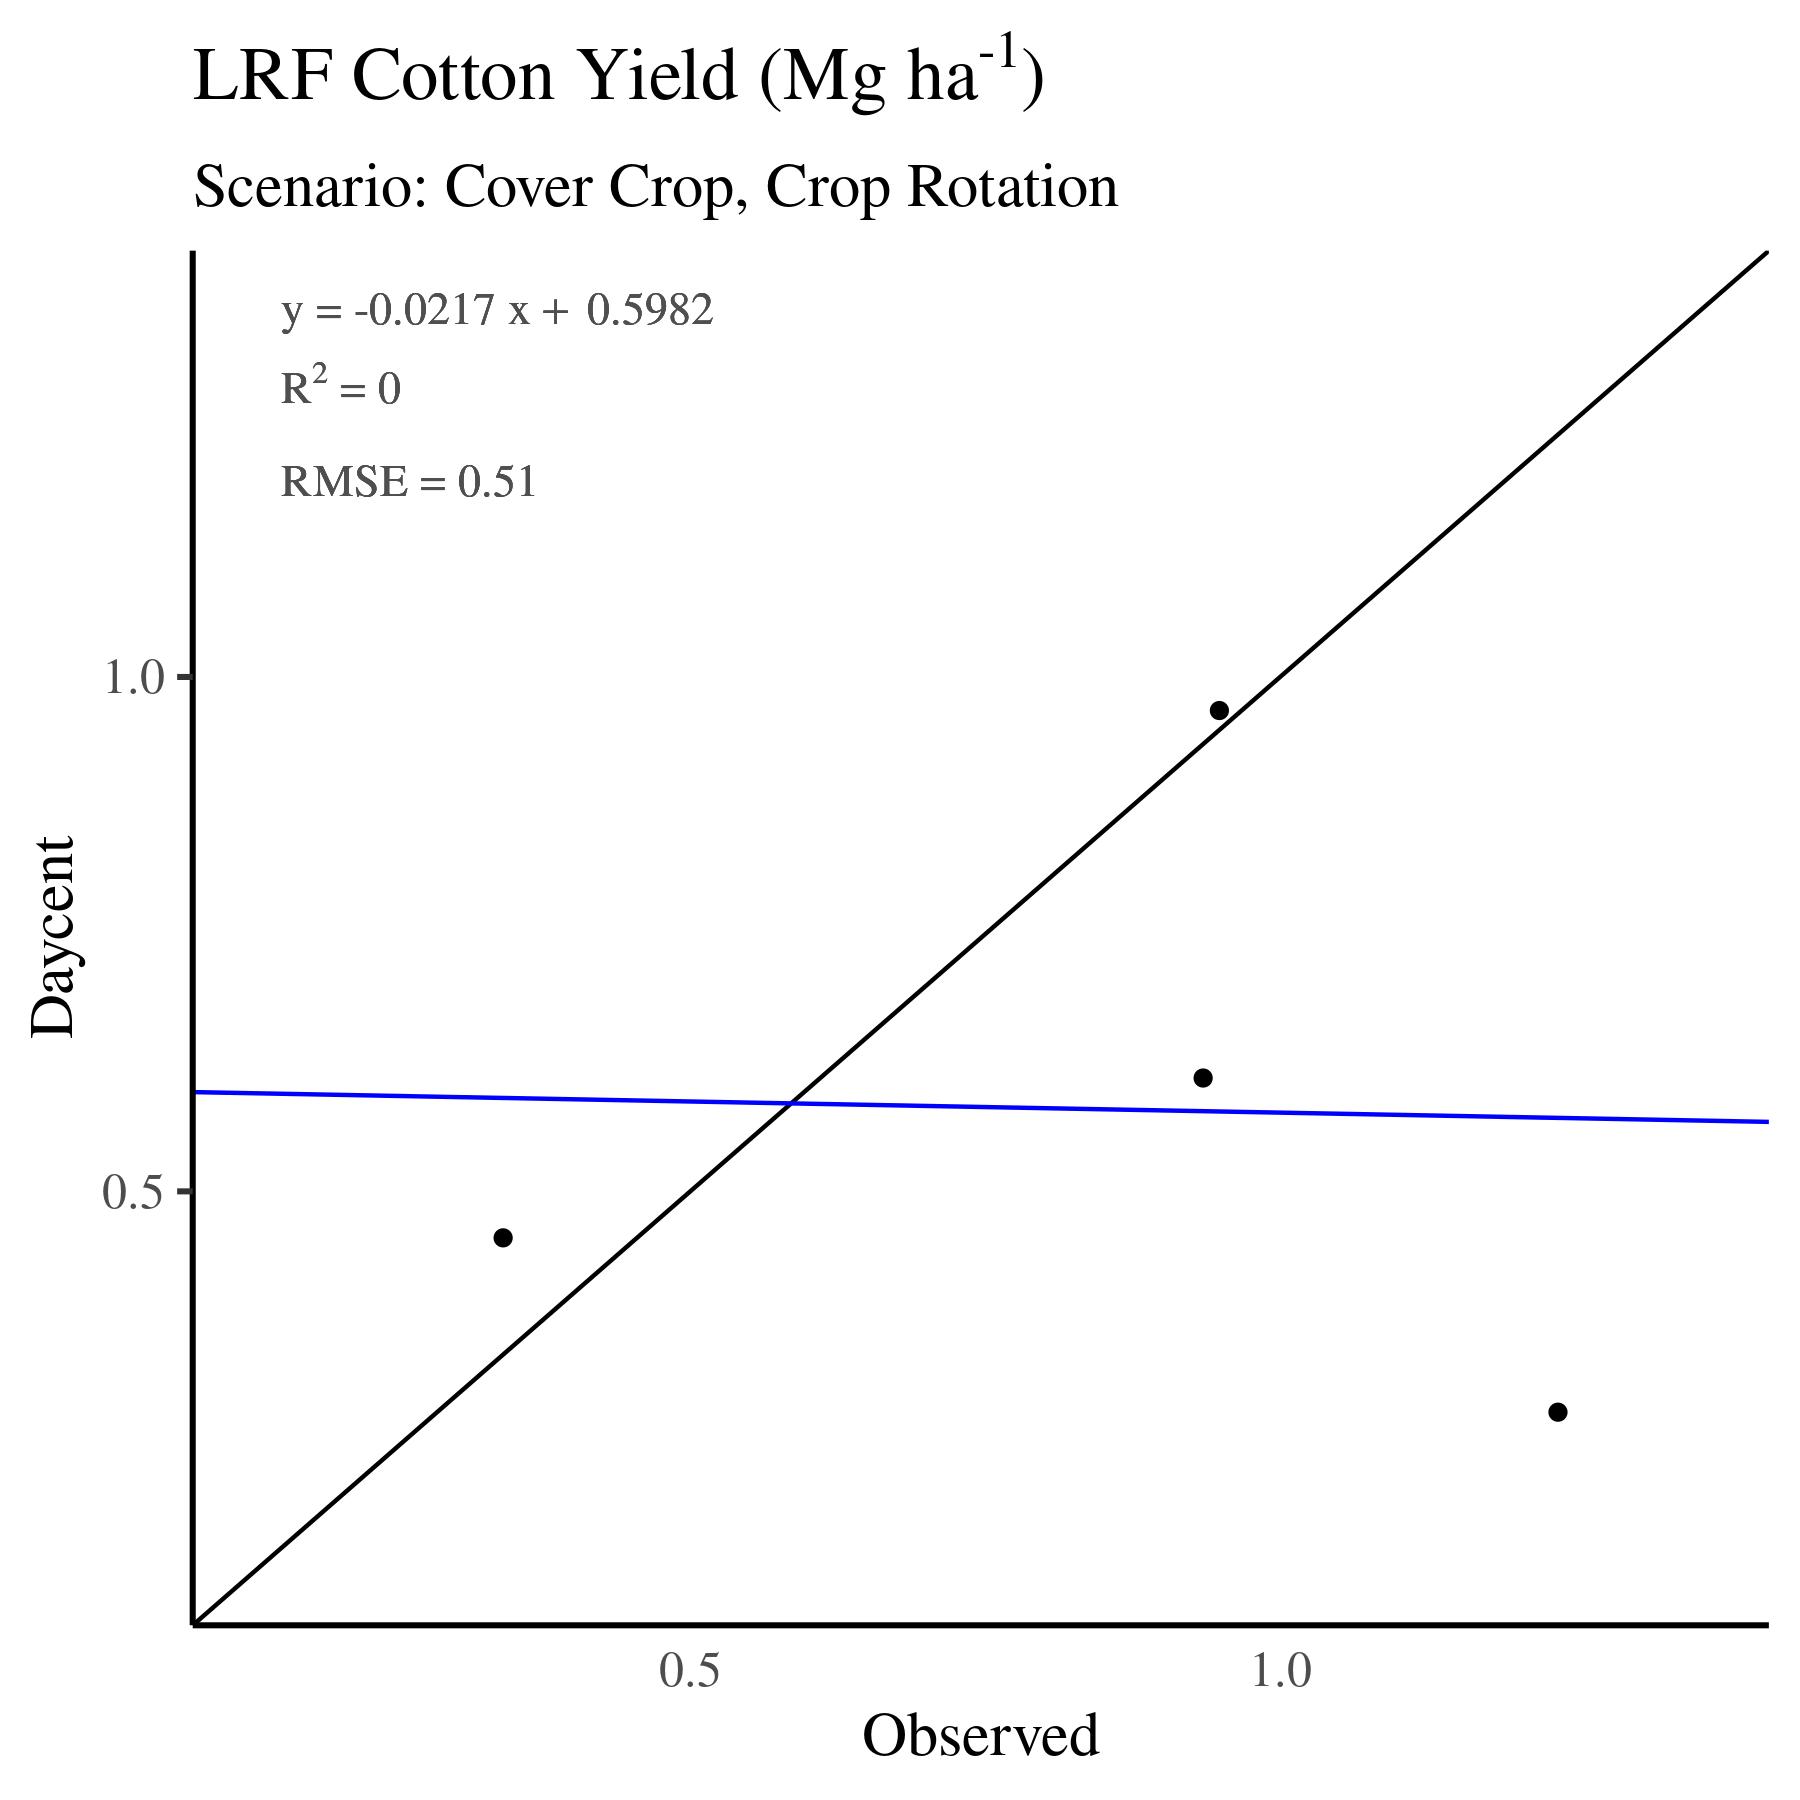 LRF Cotton Yield (Mg ha⁻¹)
Scenario: Cover Crop, Crop Rotation
y = -0.0217 x + 0.5982
R² = 0
RMSE = 0.51
1.0
0.5
Daycent
0.5 1.0
Observed